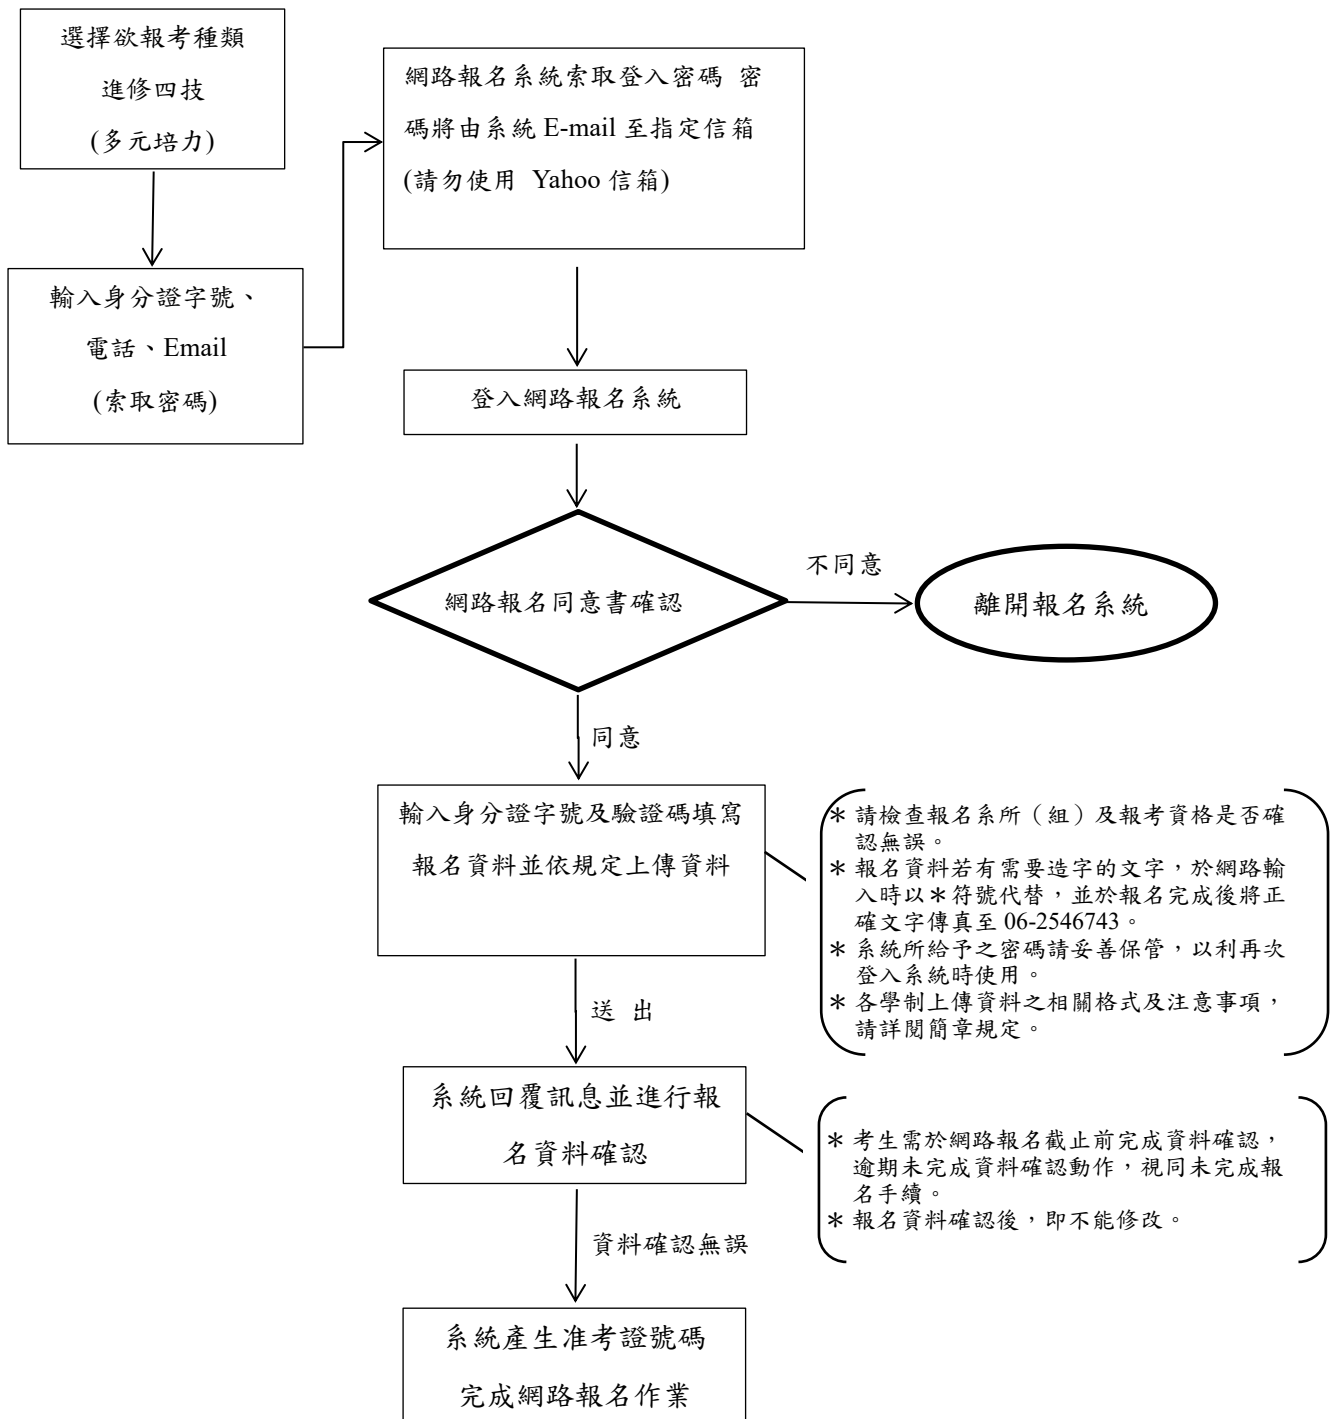 選擇欲報考種類
進修四技
(多元培力)
網路報名系統索取登入密碼 密
碼將由系統 E-mail 至指定信箱
(請勿使用 Yahoo 信箱)
輸入身分證字號、
電話、Email
(索取密碼)
登入網路報名系統
網路報名同意書確認
不同意
離開報名系統
同意
輸入身分證字號及驗證碼填寫
報名資料並依規定上傳資料
＊請檢查報名系所（組）及報考資格是否確
認無誤。
＊報名資料若有需要造字的文字，於網路輸
入時以＊符號代替，並於報名完成後將正
確文字傳真至 06-2546743。
＊系統所給予之密碼請妥善保管，以利再次
登入系統時使用。
＊各學制上傳資料之相關格式及注意事項，
請詳閱簡章規定。
送 出
系統回覆訊息並進行報
名資料確認
＊考生需於網路報名截止前完成資料確認，
逾期未完成資料確認動作，視同未完成報
名手續。
＊報名資料確認後，即不能修改。
資料確認無誤
系統產生准考證號碼
完成網路報名作業